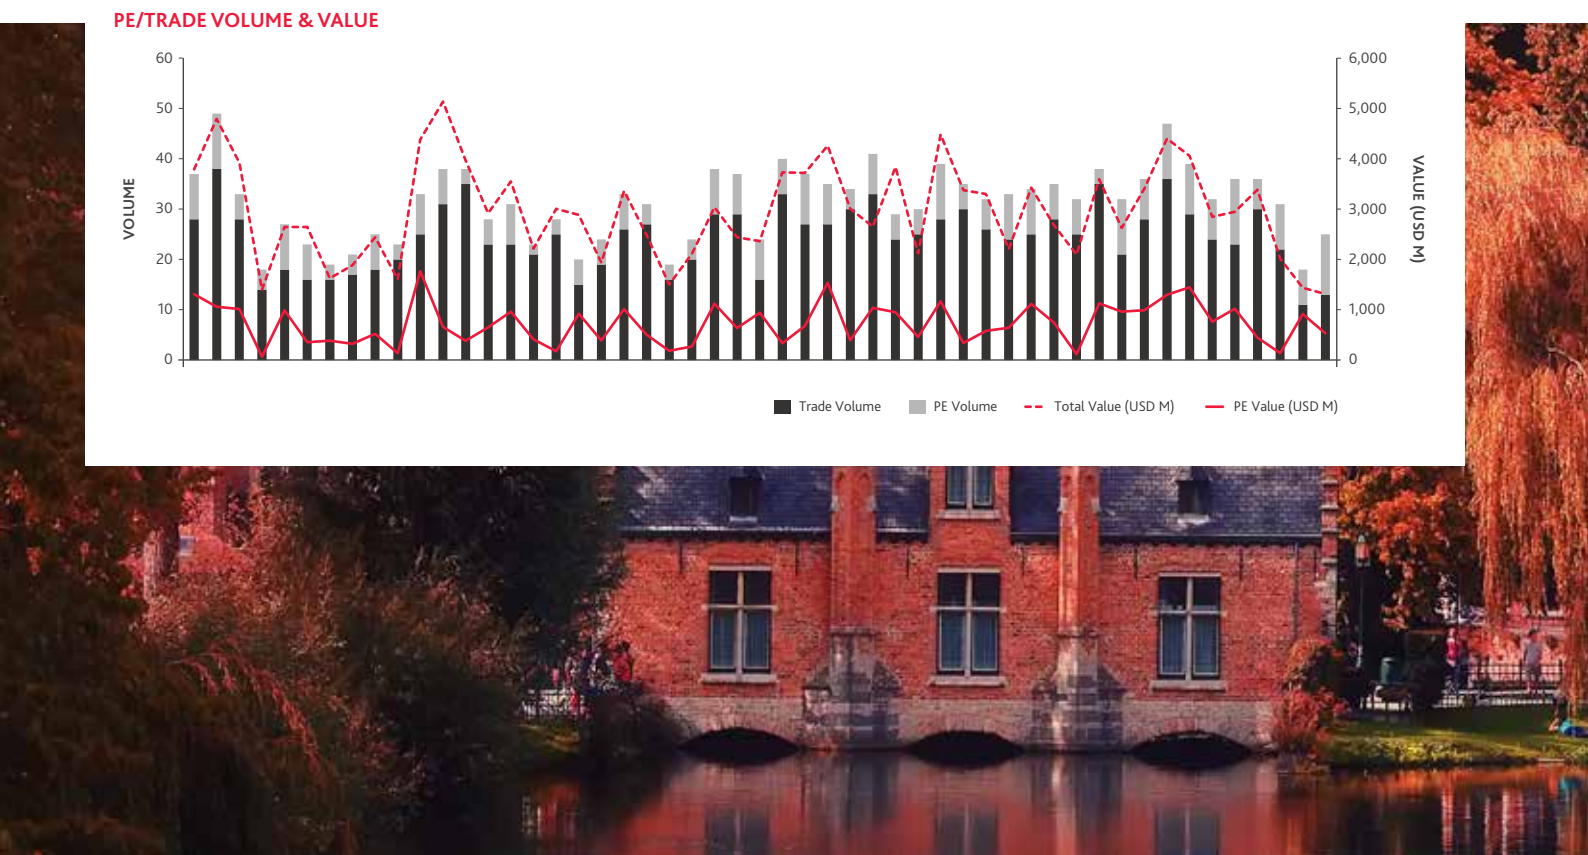 PE/TRADE VOLUME & VALUE
60
50
40
30
20
10
0
VOLUME
6,000
5,000
4,000
3,000
2,000
1,000
0
VALUE (USD M)
Trade Volume
PE Volume
Total Value (USD M)
PE Value (USD M)